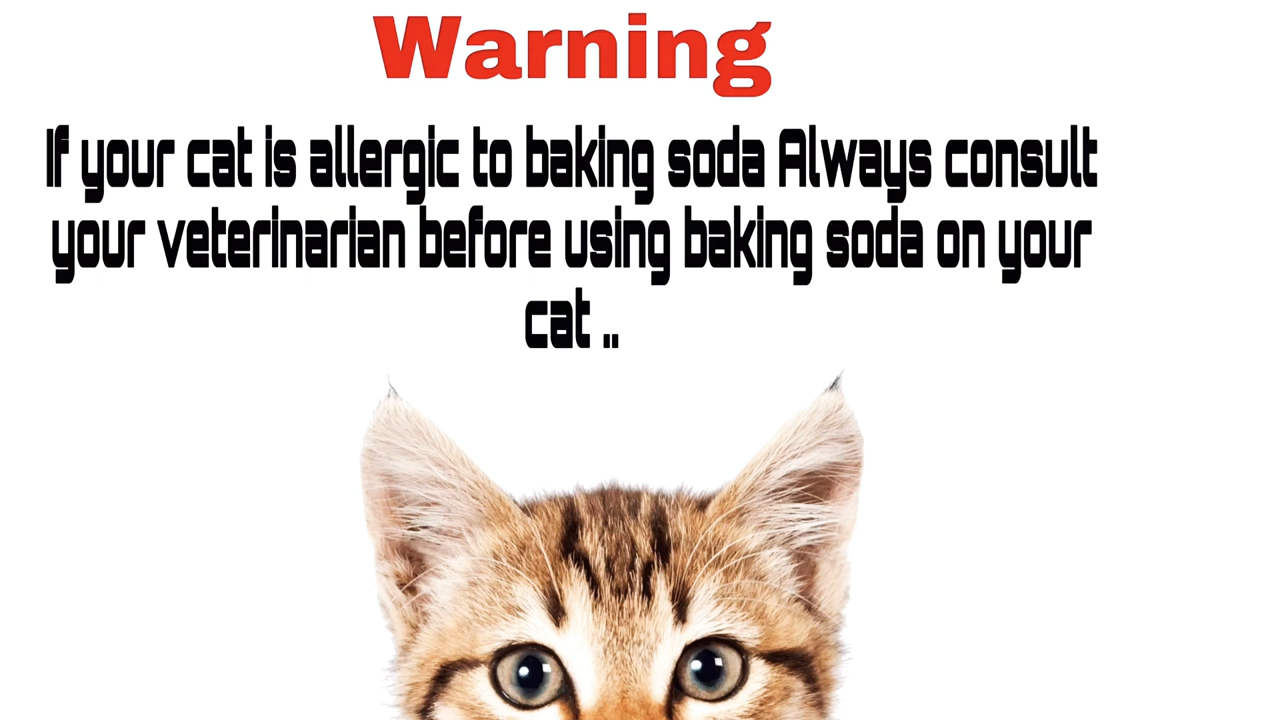 Warning
If your cat is allergic to baking soda Always consult
your veterinarian before using baking soda on your
cat ..